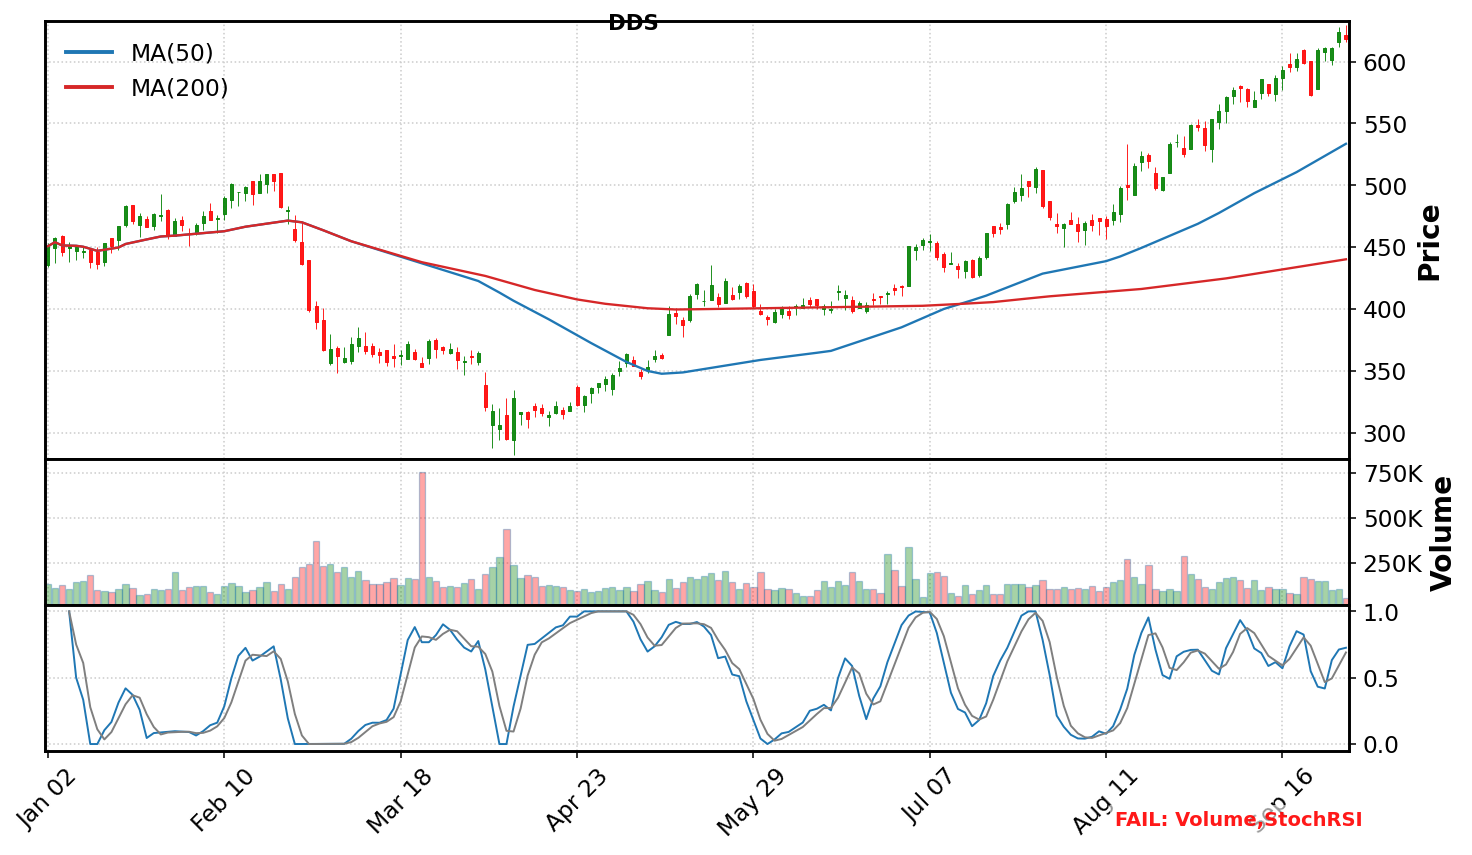 DDS
MA(50)
MA(200)
600
550
500
450
400
350
300
Price
750K
500K
250K
Volume
1.0
0.5
0.0
Jan 02
Feb 10
Mar 18
Apr 23
May 29
Jul 07
Aug 11
Sep 16
FAIL: Volume,StochRSI